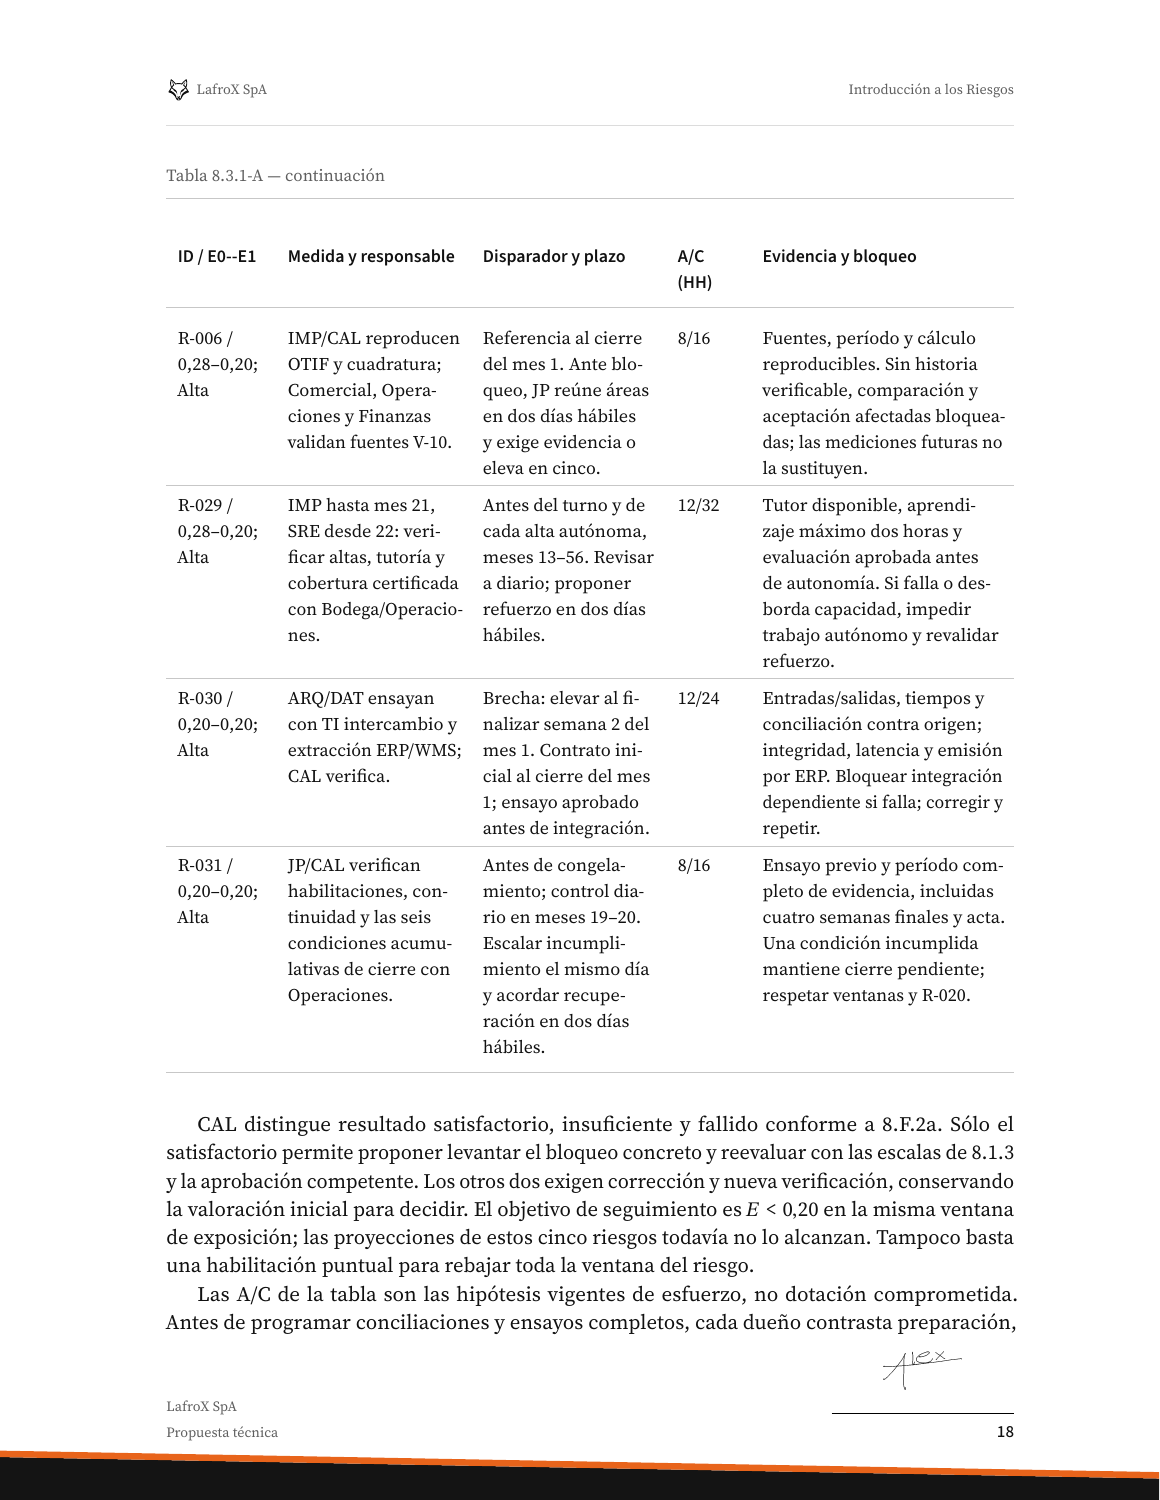 LafroX SpA
Introducción a los Riesgos
Tabla 8.3.1-A — continuación
ID / E0--E1
Medida y responsable
Disparador y plazo
A/C
(HH)
Evidencia y bloqueo
R-006 /
0,28–0,20;
Alta
IMP/CAL reproducen
OTIF y cuadratura;
Comercial, Opera-
ciones y Finanzas
validan fuentes V-10.
Referencia al cierre
del mes 1. Ante blo-
queo, JP reúne áreas
en dos días hábiles
y exige evidencia o
eleva en cinco.
8/16
Fuentes, período y cálculo
reproducibles. Sin historia
verificable, comparación y
aceptación afectadas bloquea-
das; las mediciones futuras no
la sustituyen.
R-029 /
0,28–0,20;
Alta
IMP hasta mes 21,
SRE desde 22: veri-
ficar altas, tutoría y
cobertura certificada
con Bodega/Operacio-
nes.
Antes del turno y de
cada alta autónoma,
meses 13–56. Revisar
a diario; proponer
refuerzo en dos días
hábiles.
12/32
Tutor disponible, aprendi-
zaje máximo dos horas y
evaluación aprobada antes
de autonomía. Si falla o des-
borda capacidad, impedir
trabajo autónomo y revalidar
refuerzo.
R-030 /
0,20–0,20;
Alta
ARQ/DAT ensayan
con TI intercambio y
extracción ERP/WMS;
CAL verifica.
Brecha: elevar al fi-
nalizar semana 2 del
mes 1. Contrato ini-
cial al cierre del mes
1; ensayo aprobado
antes de integración.
12/24
Entradas/salidas, tiempos y
conciliación contra origen;
integridad, latencia y emisión
por ERP. Bloquear integración
dependiente si falla; corregir y
repetir.
R-031 /
0,20–0,20;
Alta
JP/CAL verifican
habilitaciones, con-
tinuidad y las seis
condiciones acumu-
lativas de cierre con
Operaciones.
Antes de congela-
miento; control dia-
rio en meses 19–20.
Escalar incumpli-
miento el mismo día
y acordar recupe-
ración en dos días
hábiles.
8/16
Ensayo previo y período com-
pleto de evidencia, incluidas
cuatro semanas finales y acta.
Una condición incumplida
mantiene cierre pendiente;
respetar ventanas y R-020.
CAL distingue resultado satisfactorio, insuficiente y fallido conforme a 8.F.2a. Sólo el
satisfactorio permite proponer levantar el bloqueo concreto y reevaluar con las escalas de 8.1.3
y la aprobación competente. Los otros dos exigen corrección y nueva verificación, conservando
la valoración inicial para decidir. El objetivo de seguimiento es E < 0,20 en la misma ventana
de exposición; las proyecciones de estos cinco riesgos todavía no lo alcanzan. Tampoco basta
una habilitación puntual para rebajar toda la ventana del riesgo.
Las A/C de la tabla son las hipótesis vigentes de esfuerzo, no dotación comprometida.
Antes de programar conciliaciones y ensayos completos, cada dueño contrasta preparación,
Alex
LafroX SpA
Propuesta técnica
18